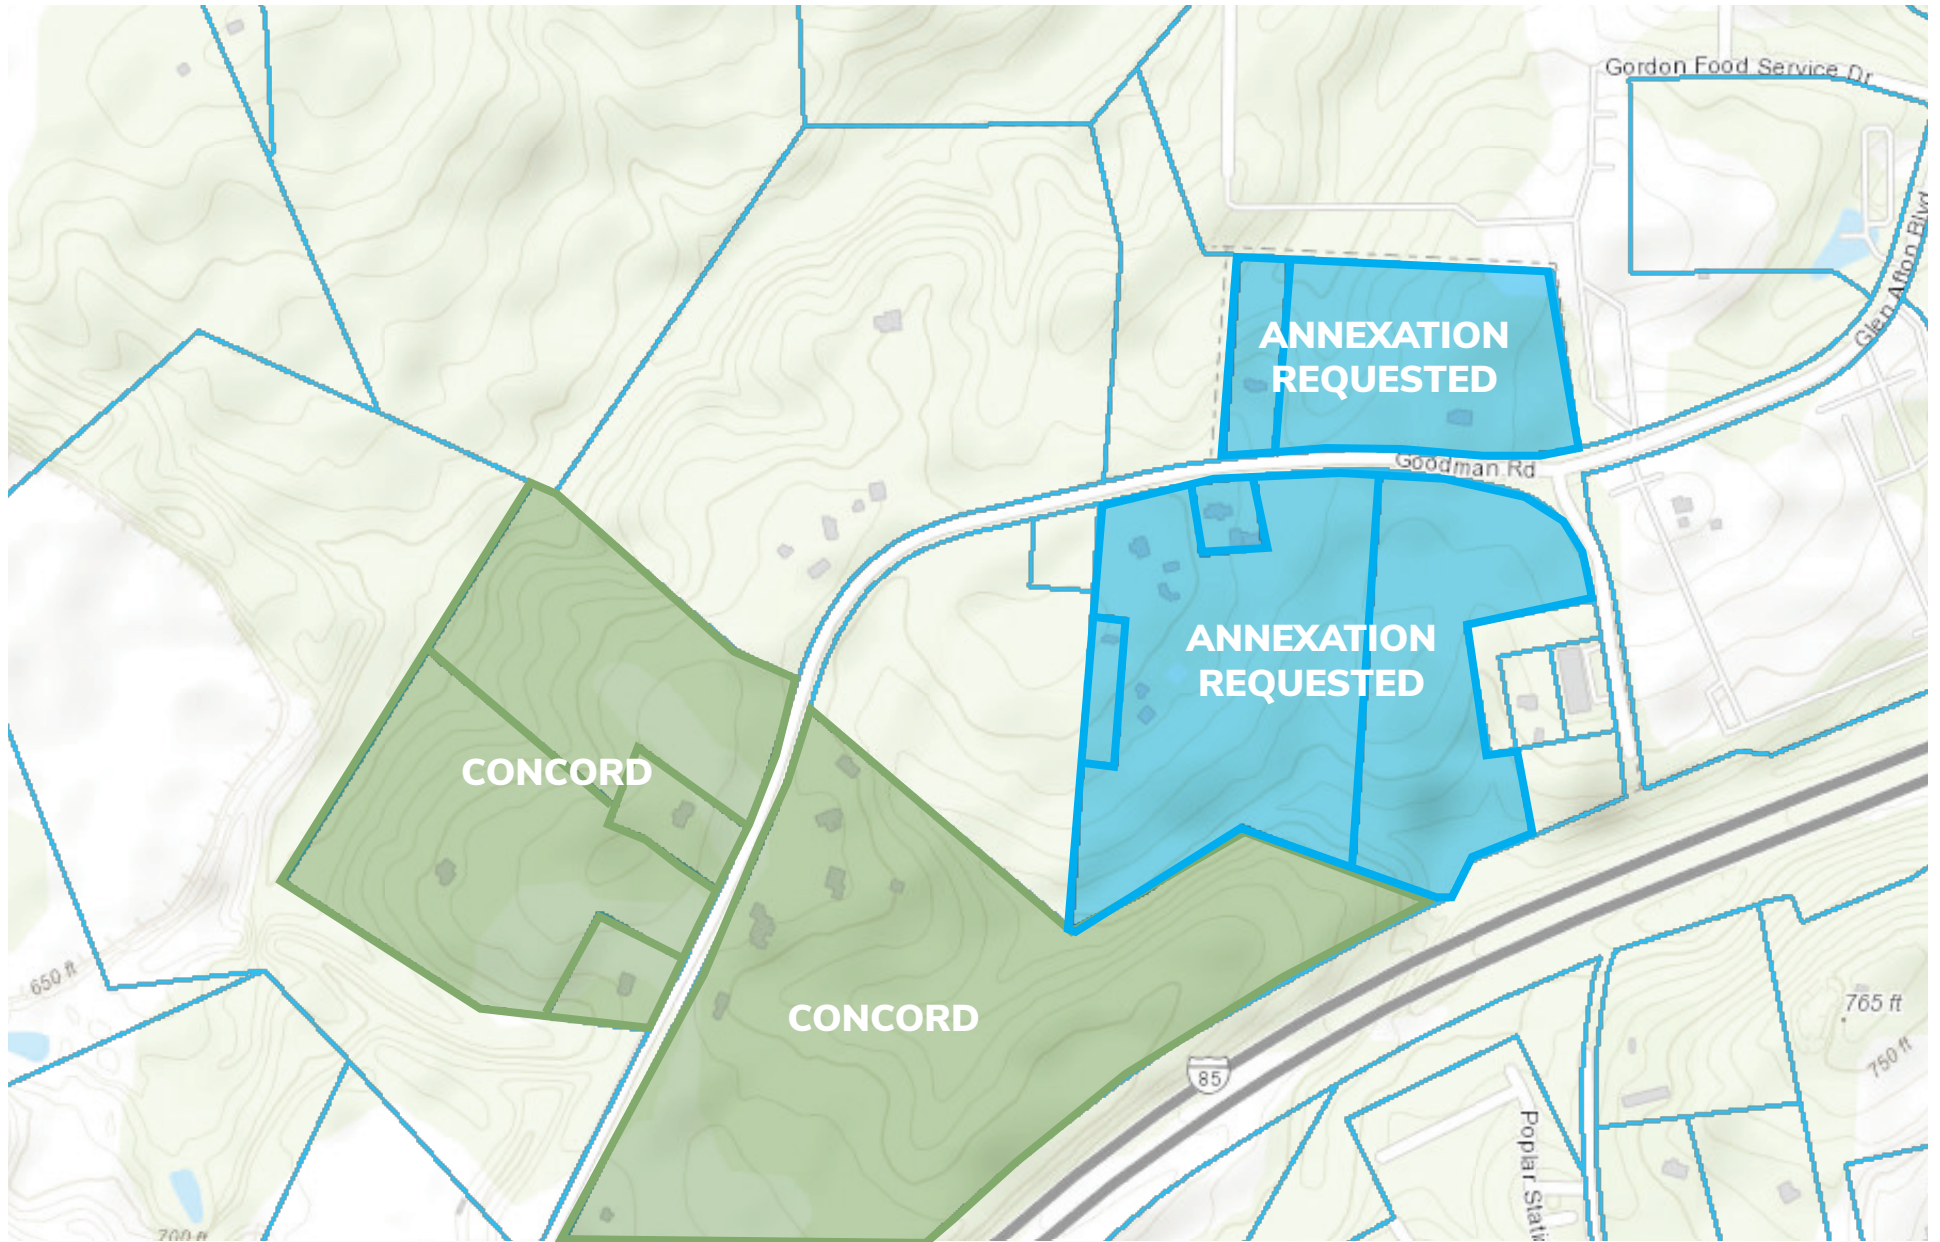 Gordon Food Service Dr
Glen Afton Blvd
ANNEXATION
REQUESTED
Goodman Rd
ANNEXATION
REQUESTED
CONCORD
650 ft
CONCORD
765 ft
750 ft
85
Poplar Stati
700 ft